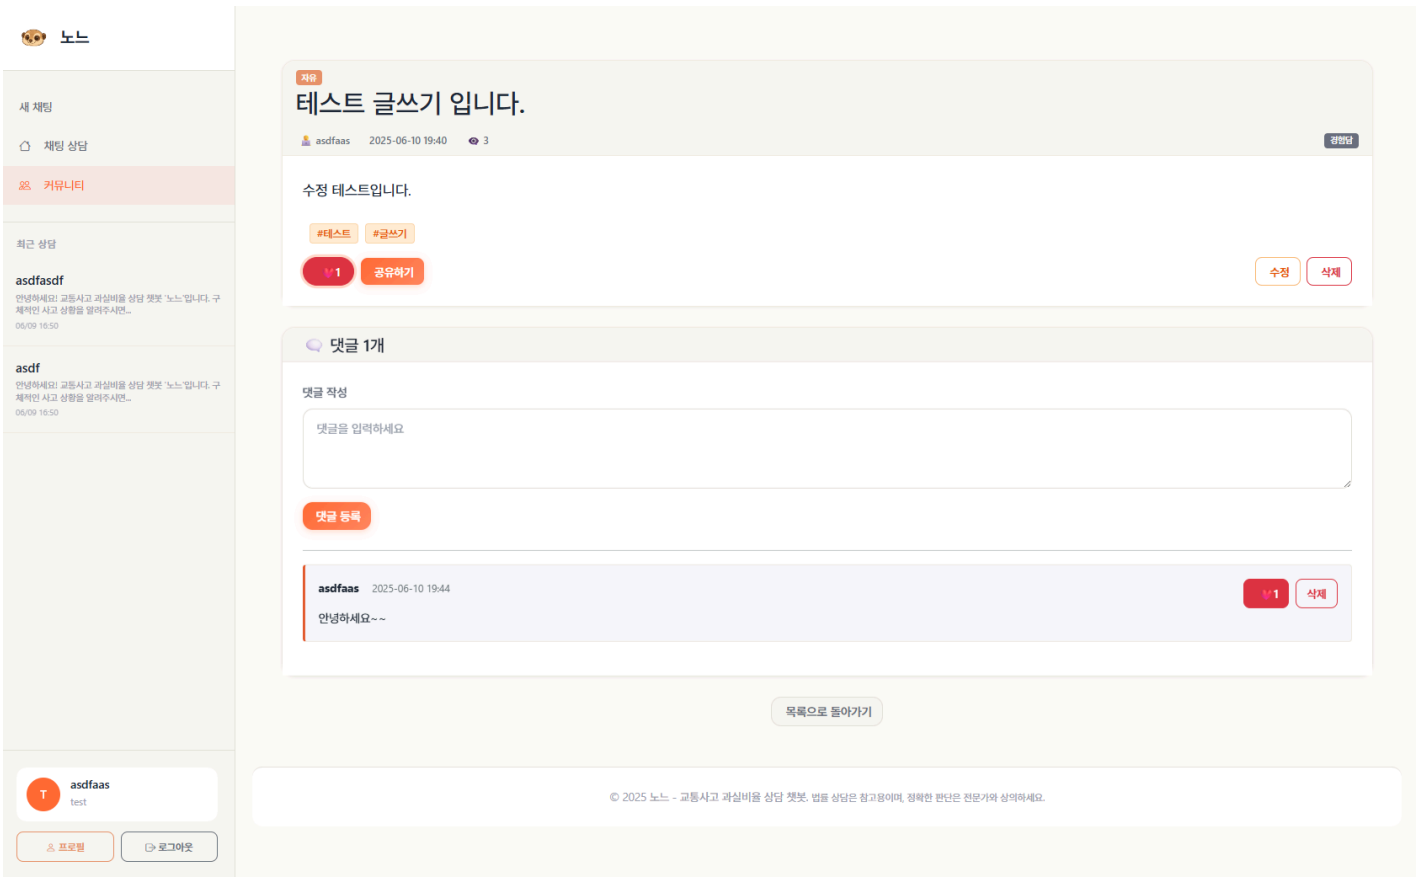 노느
새 채팅
채팅 상담
커뮤니티
최근 상담
asdfasdf
안녕하세요! 교통사고 과실비율 상담 챗봇 '노느'입니다. 구
체적인 사고 상황을 알려주시면...
06/09 16:50
asdf
안녕하세요! 교통사고 과실비율 상담 챗봇 '노느'입니다. 구
체적인 사고 상황을 알려주시면...
06/09 16:50
T
asdfaas
test
프로필
로그아웃
자유
테스트 글쓰기 입니다.
asdfaas 2025-06-10 19:40 3
경험담
수정 테스트입니다.
#테스트 #글쓰기
1 공유하기
수정 삭제
댓글 1개
댓글 작성
댓글을 입력하세요
댓글 등록
asdfaas 2025-06-10 19:44
1 삭제
안녕하세요~~
목록으로 돌아가기
© 2025 노느 - 교통사고 과실비율 상담 챗봇. 법률 상담은 참고용이며, 정확한 판단은 전문가와 상의하세요.